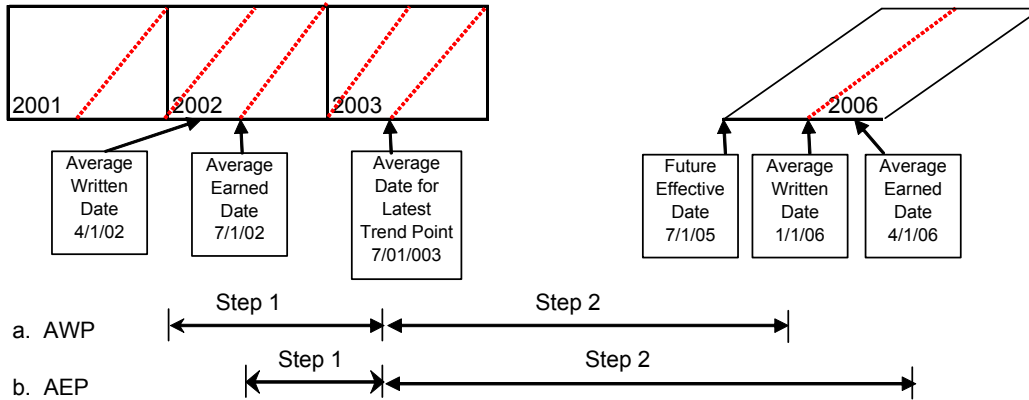 2001
2002
2003
2006
Average
Written
Date
4/1/02
Average
Earned
Date
7/1/02
Average
Date for
Latest
Trend Point
7/01/003
Future
Effective
Date
7/1/05
Average
Written
Date
1/1/06
Average
Earned
Date
4/1/06
Step 1
Step 2
a. AWP
Step 1
Step 2
b. AEP